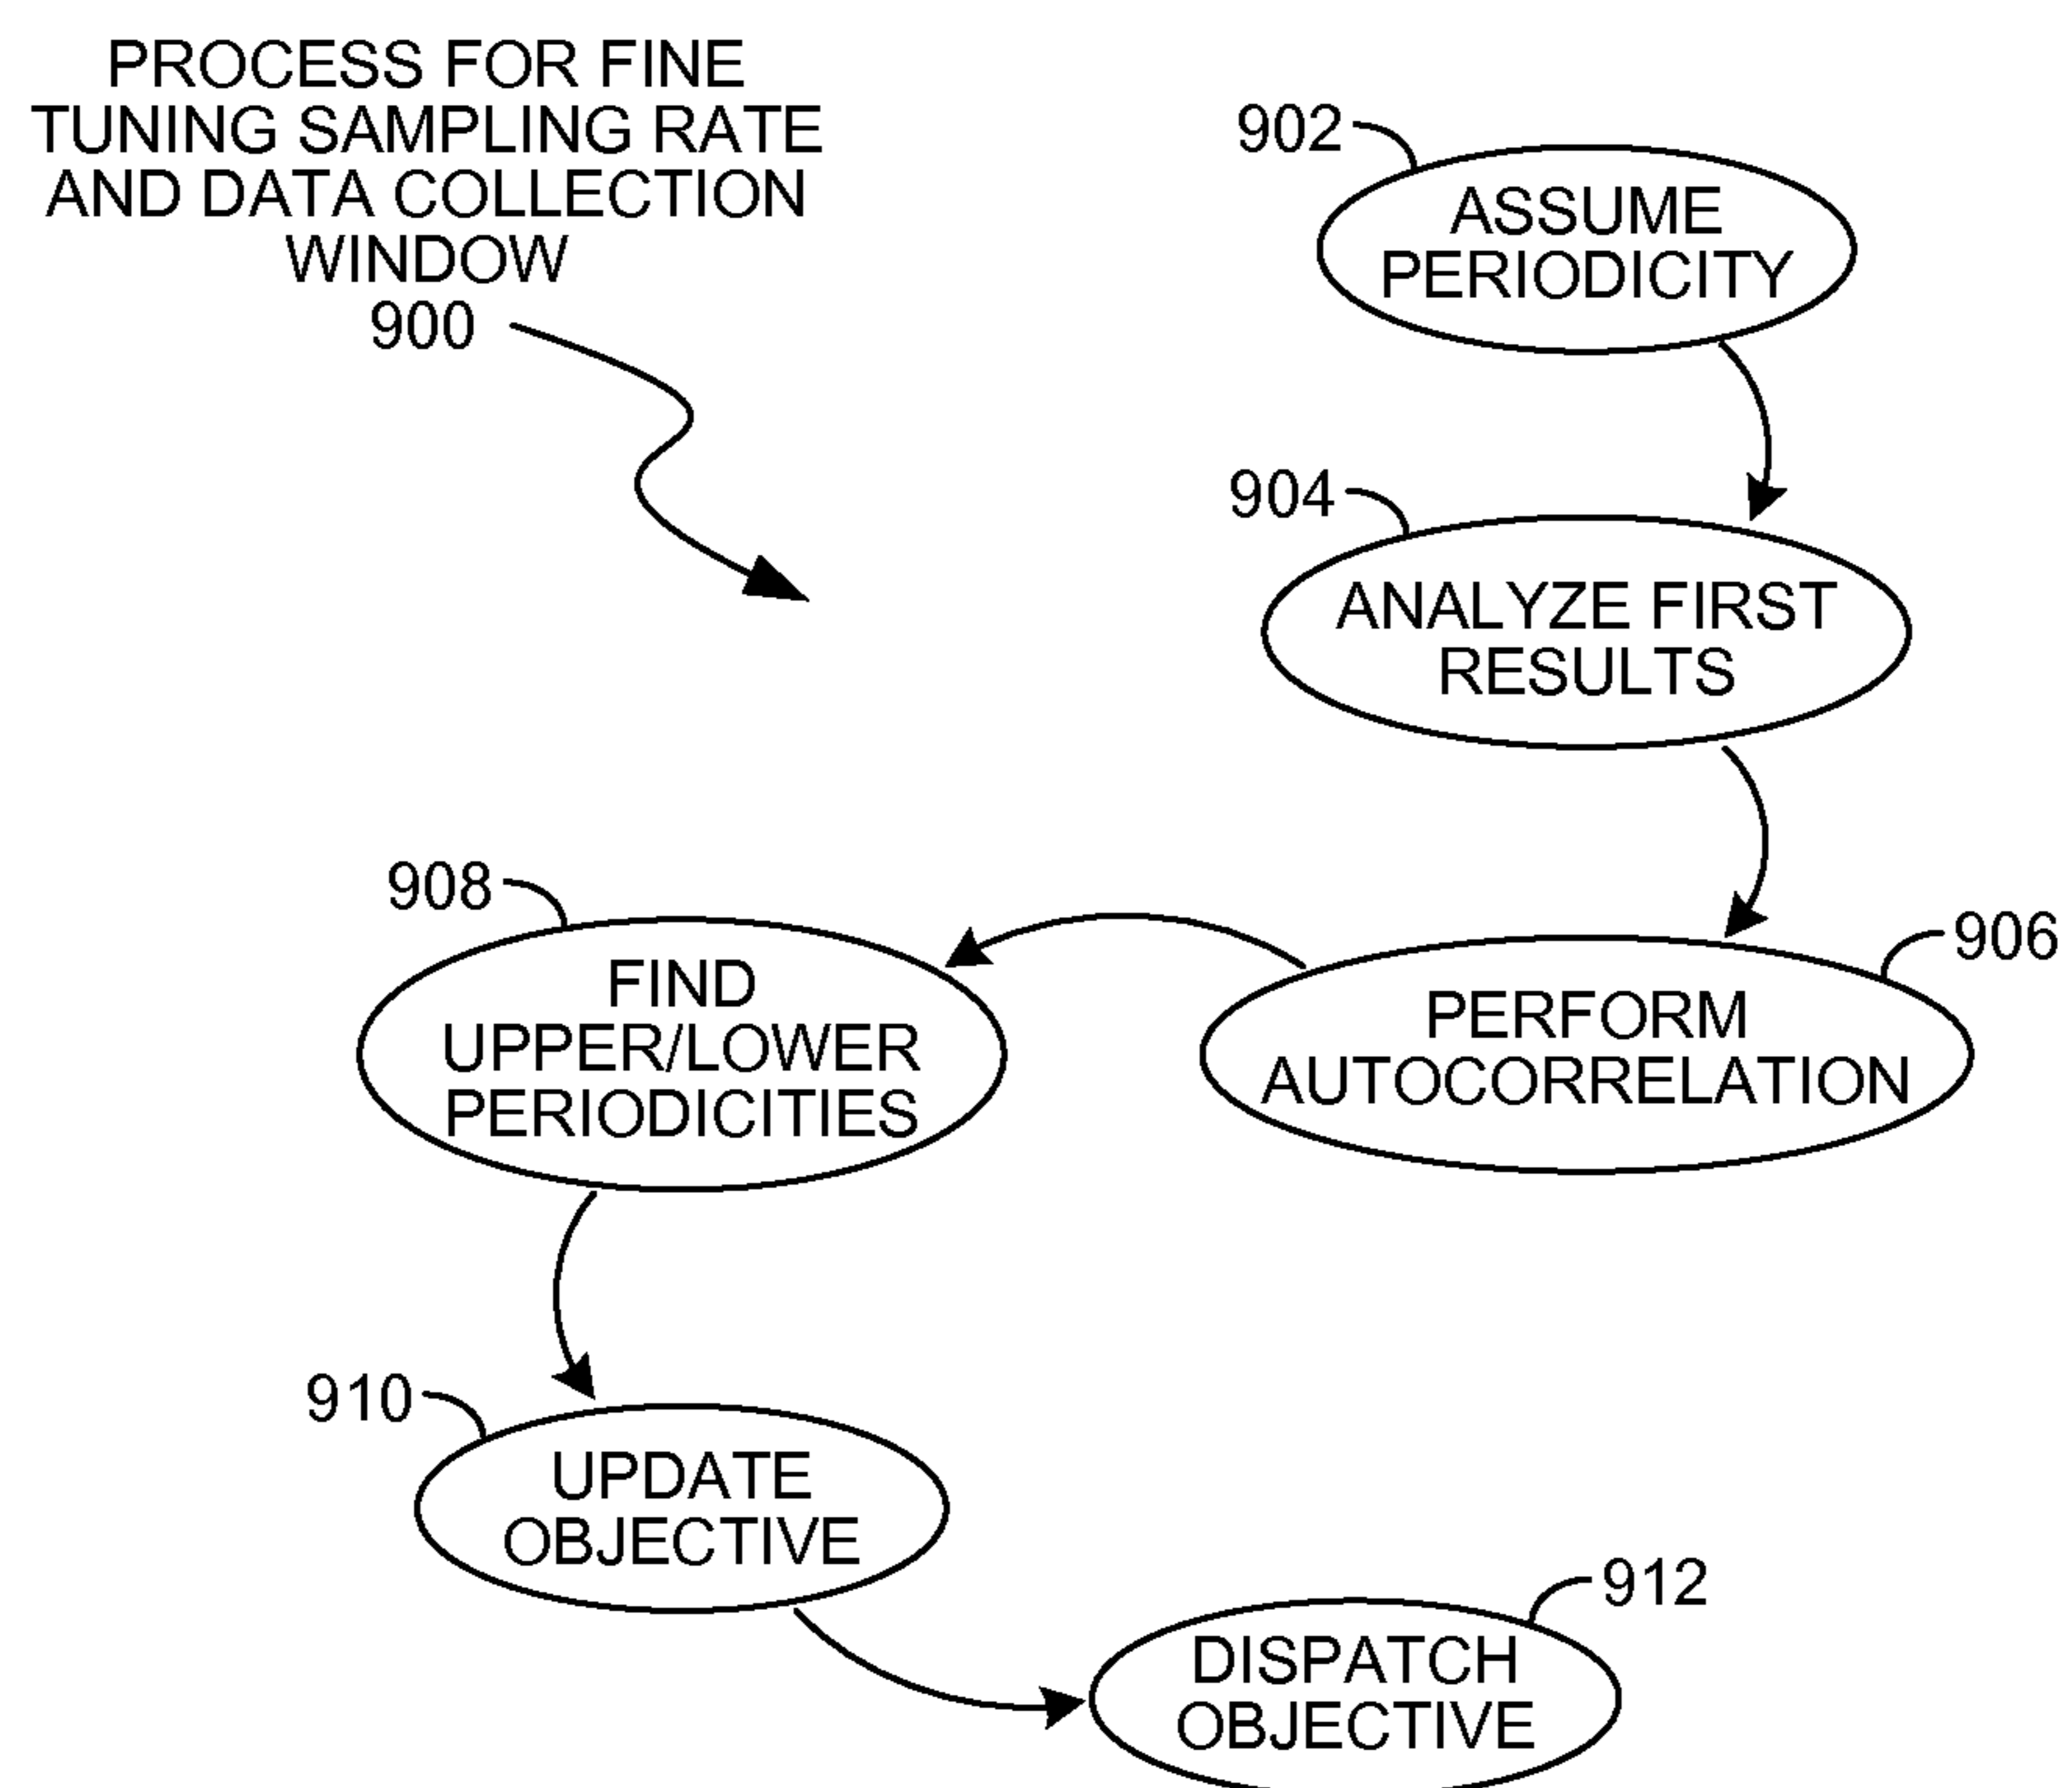 PROCESS FOR FINE
TUNING SAMPLING RATE
AND DATA COLLECTION
WINDOW
900
902
ASSUME
PERIODICITY
904
ANALYZE FIRST
RESULTS
906
PERFORM
AUTOCORRELATION
908
FIND
UPPER/LOWER
PERIODICITIES
910
UPDATE
OBJECTIVE
912
DISPATCH
OBJECTIVE